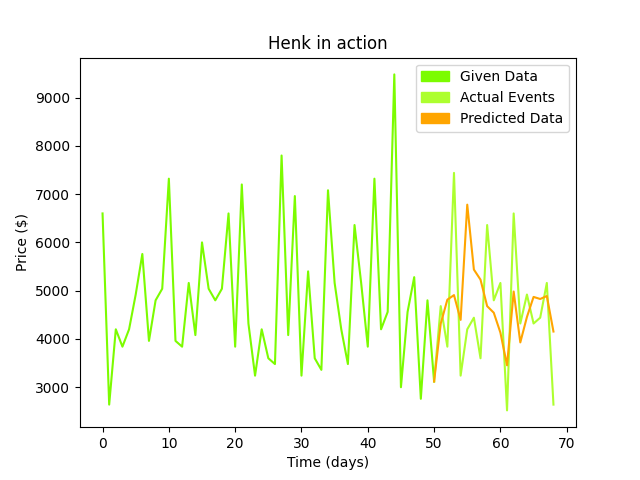 Henk in action
Given Data
Actual Events
Predicted Data
Price ($)
9000
8000
7000
6000
5000
4000
3000
0 10 20 30 40 50 60 70
Time (days)